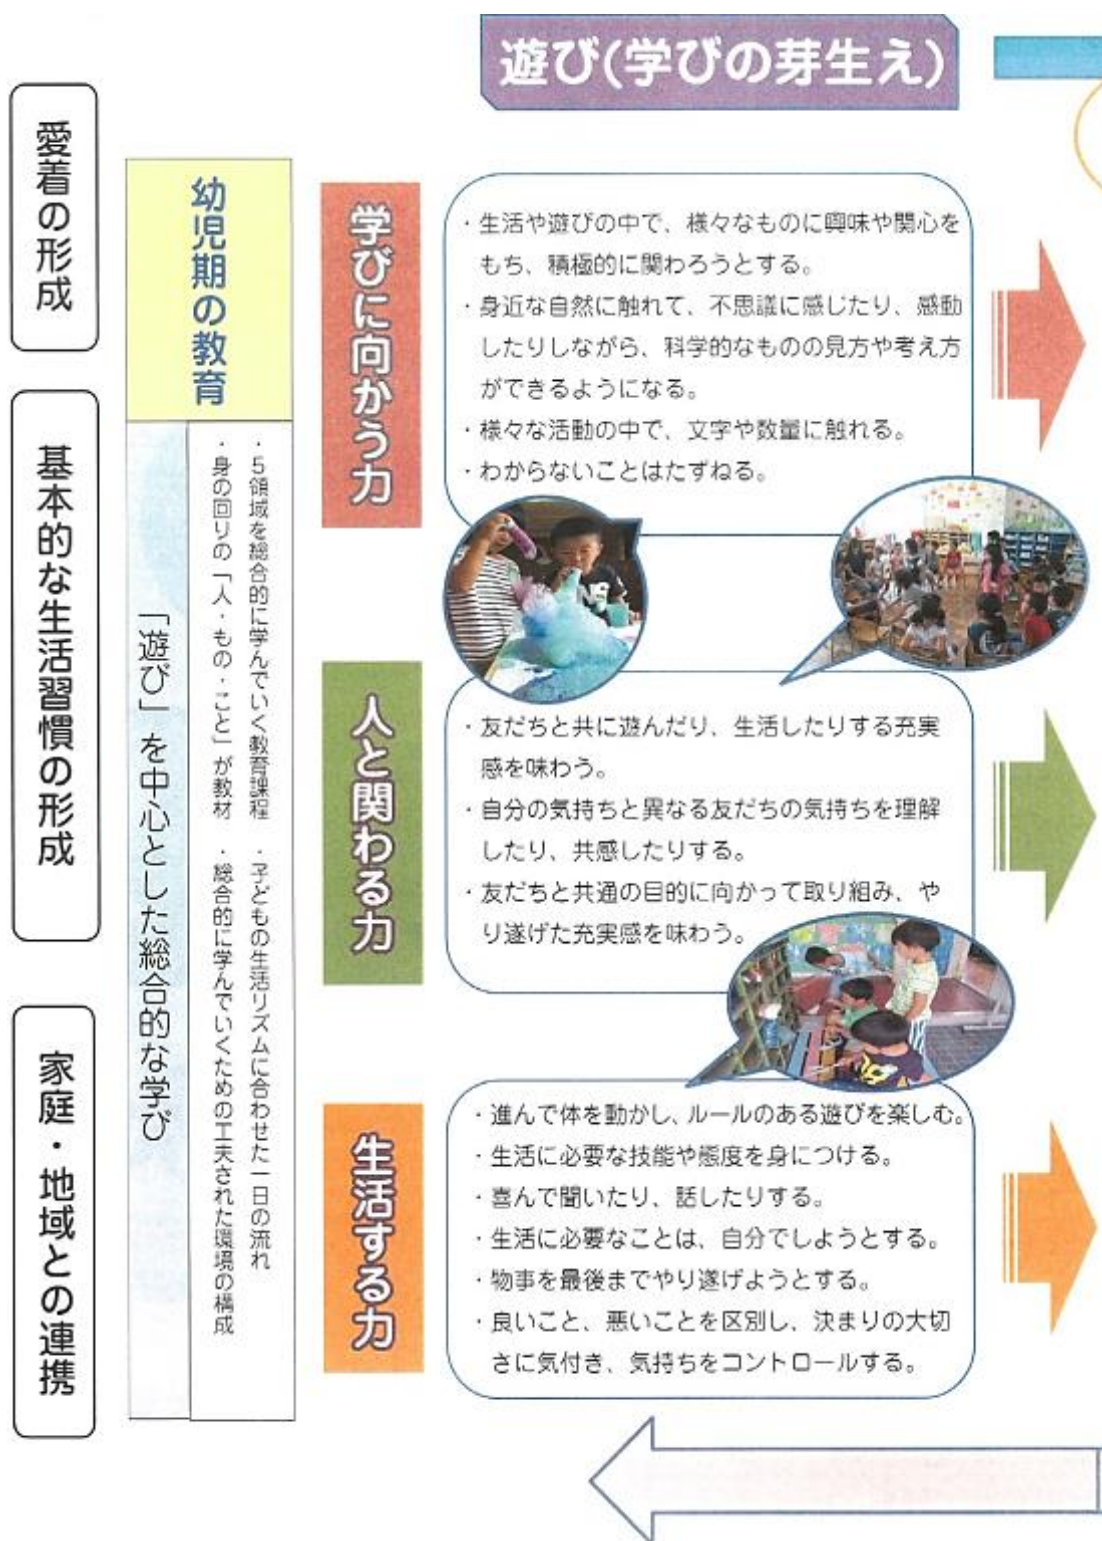 遊び(学びの芽生え)
愛着の形成
基本的な生活習慣の形成
家庭・地域との連携
幼児期の教育
・5領域を総合的に学んでいく教育課程
・子どもの生活リズムに合わせた一日の流れ
・身の回りの「人・もの・こと」が教材
・総合的に学んでいくための工夫された環境の構成
「遊び」を中心とした総合的な学び
学びに向かう力
・生活や遊びの中で、様々なものに興味や関心を
もち、積極的に関わろうとする。
・身近な自然に触れて、不思議に感じたり、感動
したりしながら、科学的なものの見方や考え方
ができるようになる。
・様々な活動の中で、文字や数量に触れる。
・わからないことはたずねる。
人と関わる力
・友だちと共に遊んだり、生活したりする充実
感を味わう。
・自分の気持ちと異なる友だちの気持ちを理解
したり、共感したりする。
・友だちと共通の目的に向かって取り組み、や
り遂げた充実感を味わう。
生活する力
・進んで体を動かし、ルールのある遊びを楽しむ。
・生活に必要な技能や態度を身につける。
・喜んで聞いたり、話したりする。
・生活に必要なことは、自分でしようとする。
・物事を最後までやり遂げようとする。
・良いこと、悪いことを区別し、決まりの大切
さに気付き、気持ちをコントロールする。